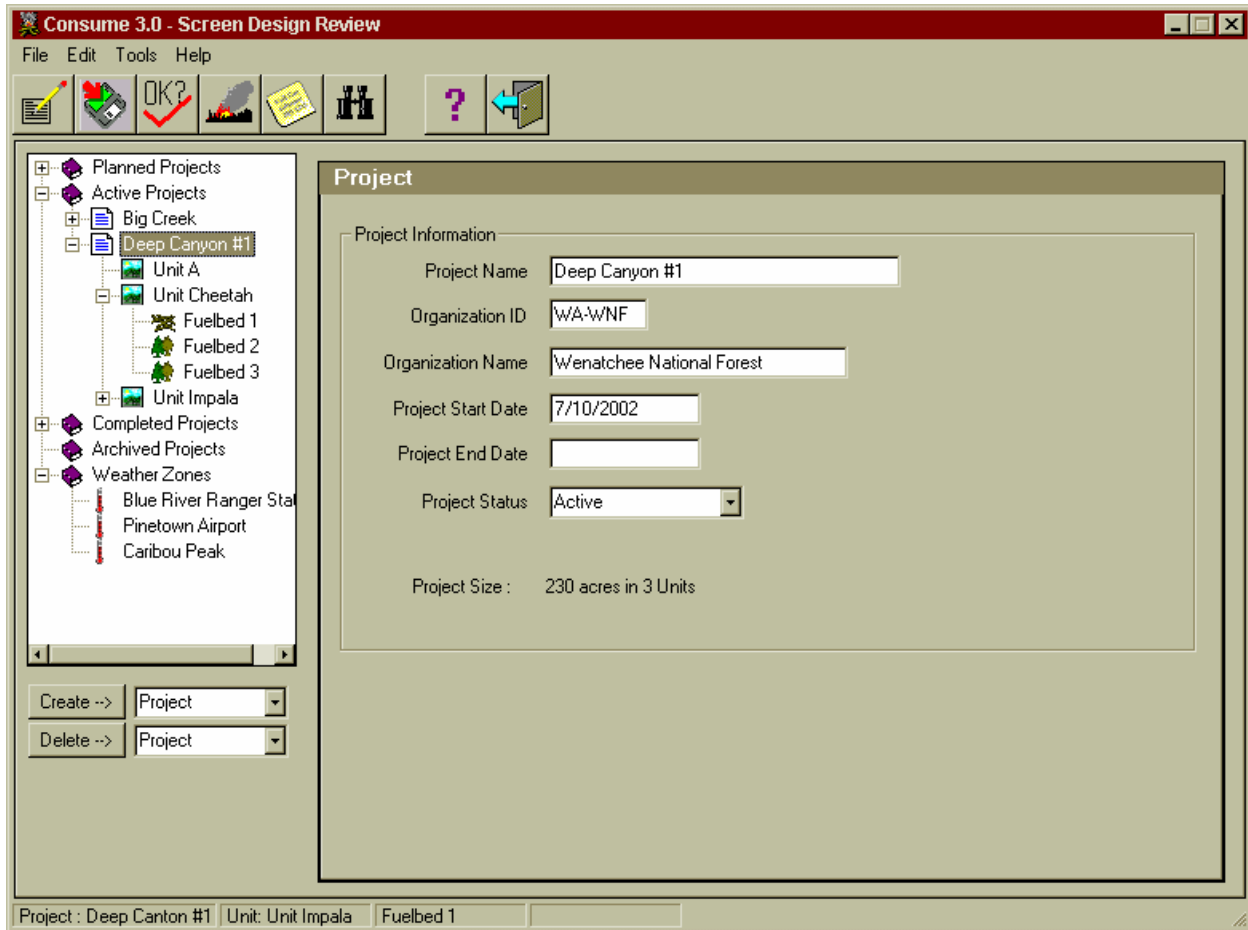 Consume 3.0 - Screen Design Review
File Edit Tools Help
OK?
?
Planned Projects
Active Projects
Big Creek
Deep Canyon #1
Unit A
Unit Cheetah
Fuelbed 1
Fuelbed 2
Fuelbed 3
Unit Impala
Completed Projects
Archived Projects
Weather Zones
Blue River Ranger Stat
Pinetown Airport
Caribou Peak
Create --> Project
Delete --> Project
Project
Project Information
Project Name Deep Canyon #1
Organization ID WA-WNF
Organization Name Wenatchee National Forest
Project Start Date 7/10/2002
Project End Date
Project Status Active
Project Size : 230 acres in 3 Units
Project : Deep Canton #1 Unit: Unit Impala Fuelbed 1